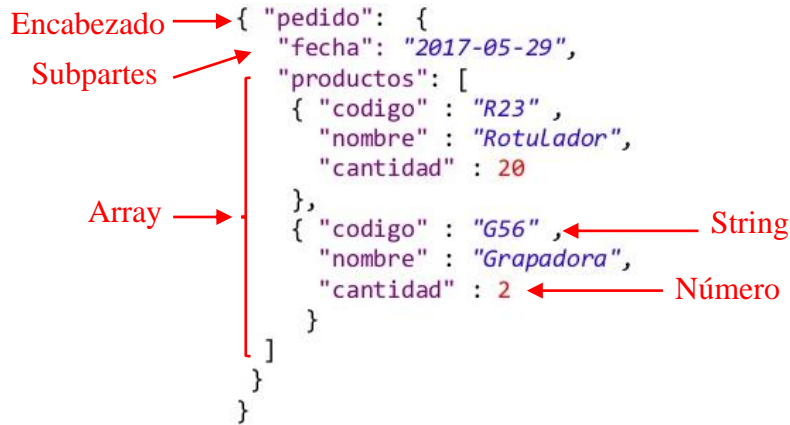 Encabezado { "pedido": {
Subpartes "fecha": "2017-05-29",
"productos": [
{ "codigo" : "R23" ,
"nombre" : "Rotulador",
"cantidad" : 20
},
Array { "codigo" : "G56" , String
"nombre" : "Grapadora",
"cantidad" : 2 Número
}
]
}
}